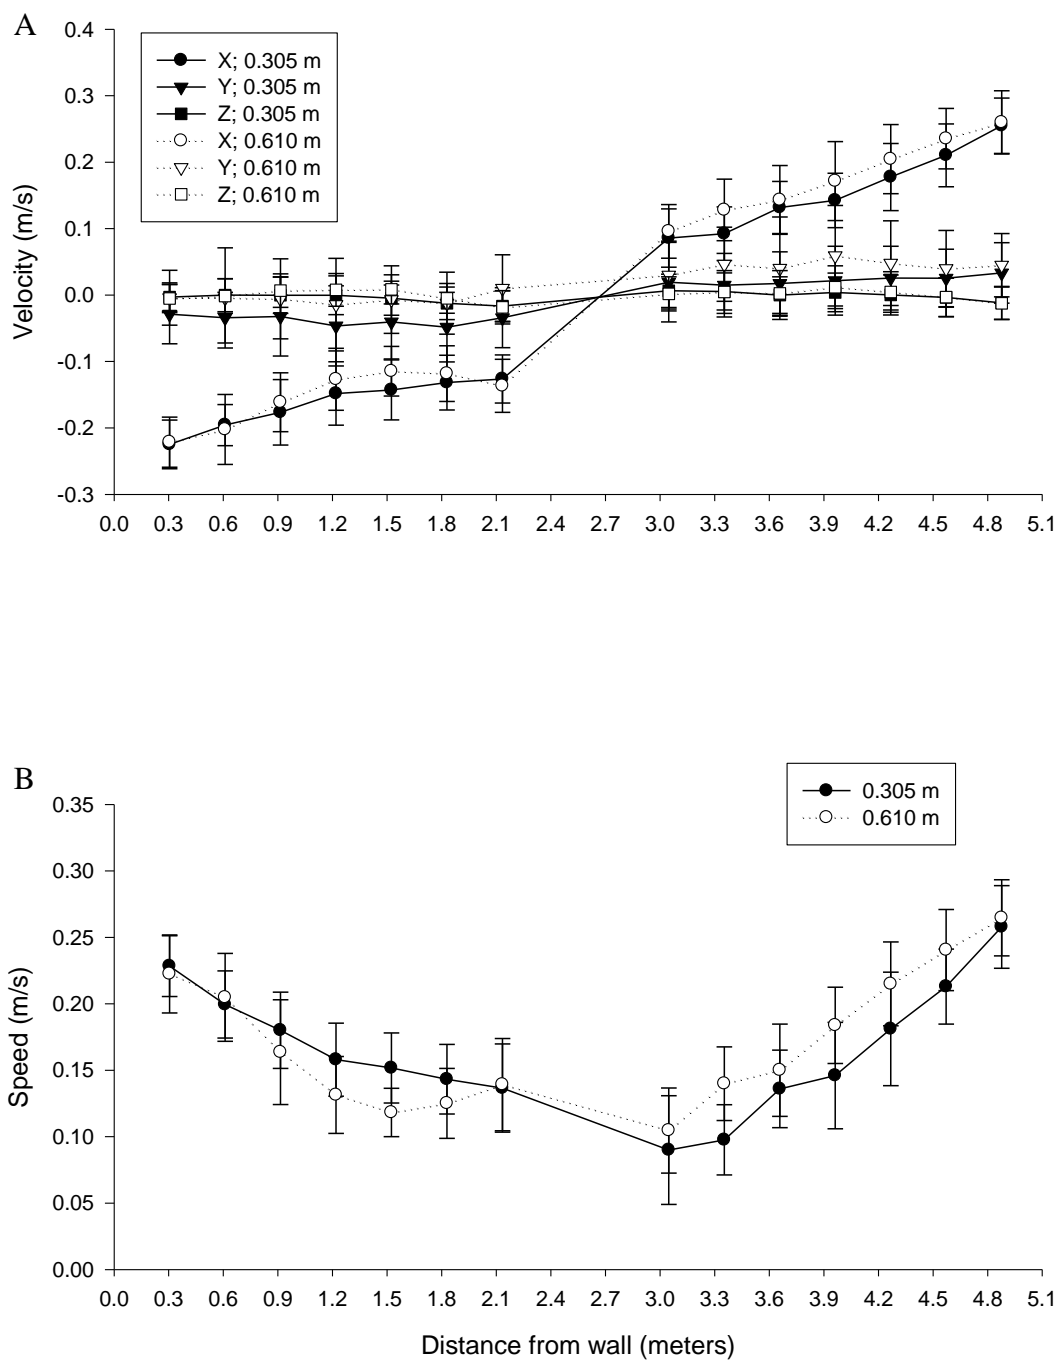 A
0.4
0.3
0.2
0.1
0.0
-0.1
-0.2
-0.3
Velocity (m/s)
X; 0.305 m
Y; 0.305 m
Z; 0.305 m
X; 0.610 m
Y; 0.610 m
Z; 0.610 m
0.0 0.3 0.6 0.9 1.2 1.5 1.8 2.1 2.4 2.7 3.0 3.3 3.6 3.9 4.2 4.5 4.8 5.1
B
0.35
0.30
0.25
0.20
0.15
0.10
0.05
0.00
Speed (m/s)
0.305 m
0.610 m
0.0 0.3 0.6 0.9 1.2 1.5 1.8 2.1 2.4 2.7 3.0 3.3 3.6 3.9 4.2 4.5 4.8 5.1
Distance from wall (meters)